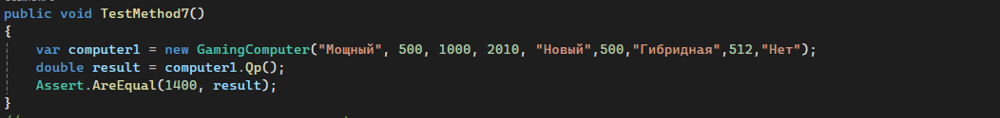 public void TestMethod7()
{
var computer1 = new GamingComputer("Мощный", 500, 1000, 2010, "Новый",500,"Гибридная",512,"Нет");
double result = computer1.Qp();
Assert.AreEqual(1400, result);
}